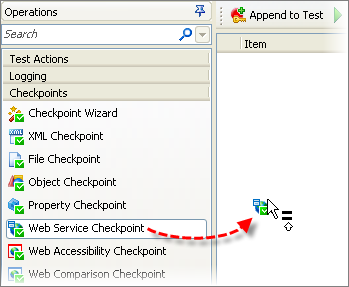 Operations
Append to Test
Search
Item
Test Actions
Logging
Checkpoints
Checkpoint Wizard
XML Checkpoint
File Checkpoint
Object Checkpoint
Property Checkpoint
Web Service Checkpoint
Web Accessibility Checkpoint
Web Comparison Checkpoint